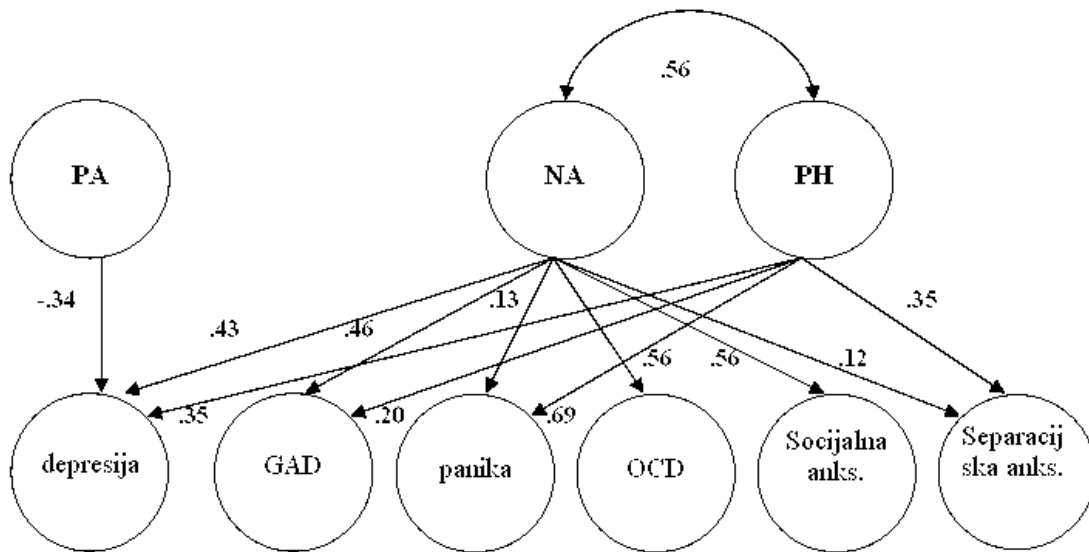 .56
PA
NA
PH
-.34
.43
.46
.13
.56
.56
.12
.35
.35
.20
.69
depresija
GAD
panika
OCD
Socijalna
anks.
Separacij
ska anks.